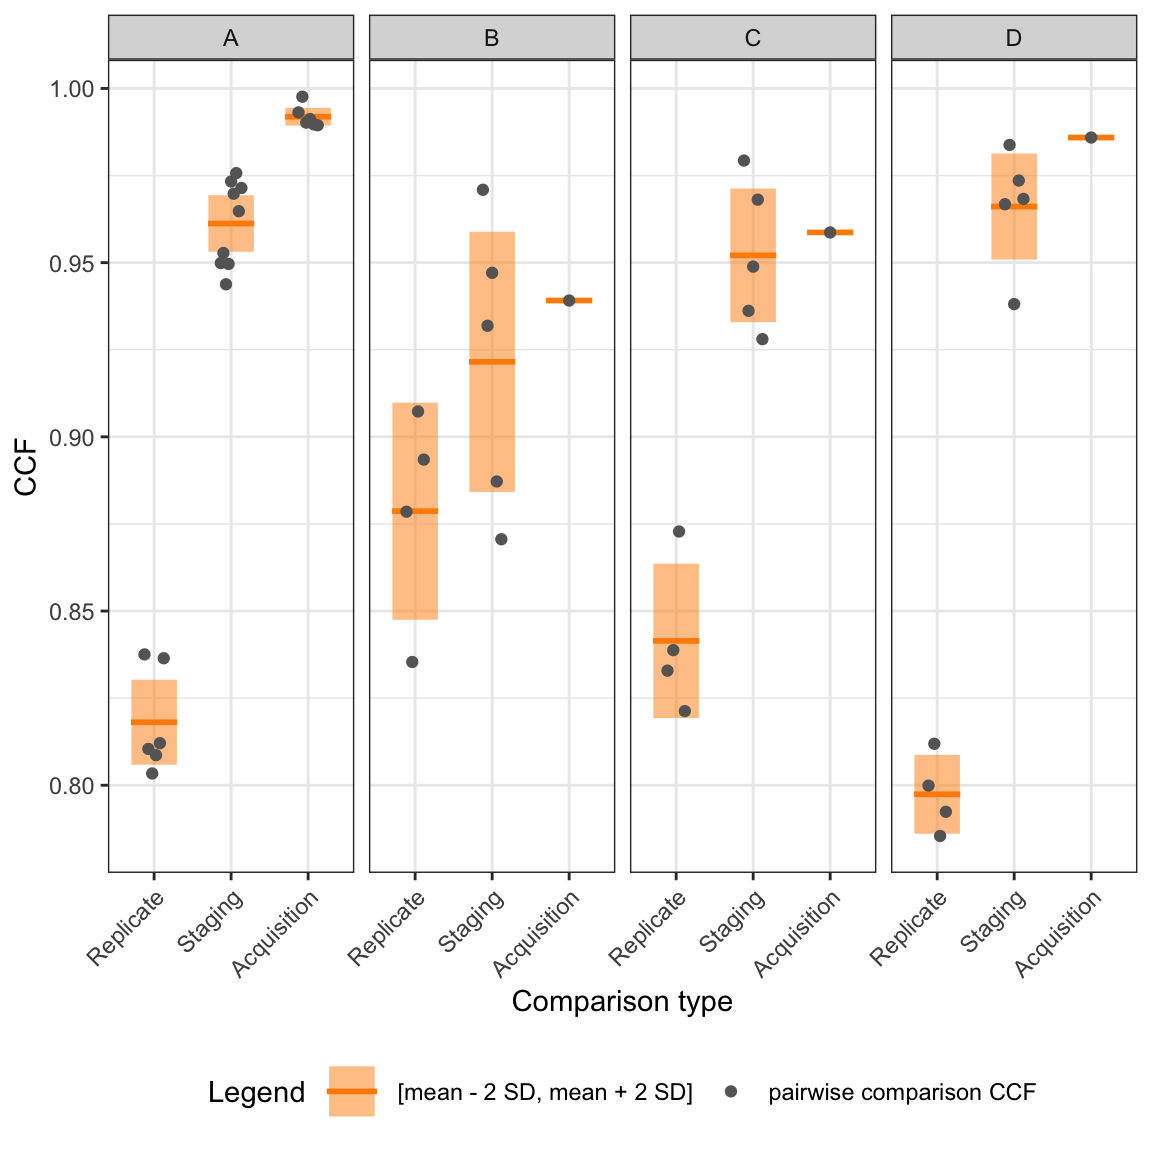 A B C D
1.00
0.95
0.90
0.85
0.80
CCF
Replicate Staging Acquisition Replicate Staging Acquisition Replicate Staging Acquisition Replicate Staging Acquisition
Comparison type
Legend [mean - 2 SD, mean + 2 SD] pairwise comparison CCF